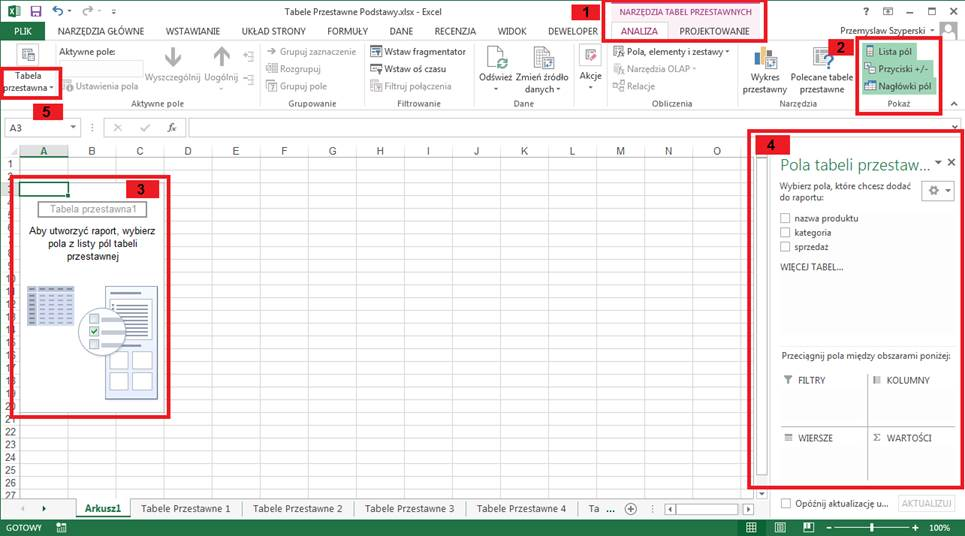 Tabele Przestawne Podstawy.xlsx - Excel
1
NARZĘDZIA TABEL PRZESTAWNYCH
?
PLIK NARZĘDZIA GŁÓWNE WSTAWIANIE UKŁAD STRONY FORMUŁY DANE RECENZJA WIDOK DEWELOPER ANALIZA PROJEKTOWANIE Przemysław Szyperski
Tabela przestawna
5
Aktywne pole:
Ustawienia pola
Wyszczególnij
Uogólnij
Aktywne pole
Grupuj zaznaczenie
Rozgrupuj
Grupuj pole
Grupowanie
Wstaw fragmentator
Wstaw oś czasu
Filtruj połączenia
Filtrowanie
Odśwież
Zmień źródło danych
Dane
Akcje
Pola, elementy i zestawy
Narzędzia OLAP
Relacje
Obliczenia
Wykres przestawny
Polecane tabele przestawne
Narzędzia
2
Lista pól
Przyciski +/-
Nagłówki pól
Pokaż
A3
fx
A B C D E F G H I J K L M N O
1
2
3
4
5
6
7
8
9
10
11
12
13
14
15
16
17
18
19
20
21
22
23
24
25
26
27
3
Tabela przestawna1
Aby utworzyć raport, wybierz
pola z listy pól tabeli
przestawnej
4
Pola tabeli przestaw...
Wybierz pola, które chcesz dodać
do raportu:
nazwa produktu
kategoria
sprzedaż
WIĘCEJ TABEL...
Przeciągnij pola między obszarami poniżej:
FILTRY
KOLUMNY
WIERSZE
Σ WARTOŚCI
Opóźnij aktualizację u...
AKTUALIZUJ
Arkusz1 Tabele Przestawne 1 Tabele Przestawne 2 Tabele Przestawne 3 Tabele Przestawne 4 Ta ...
GOTOWY
100%